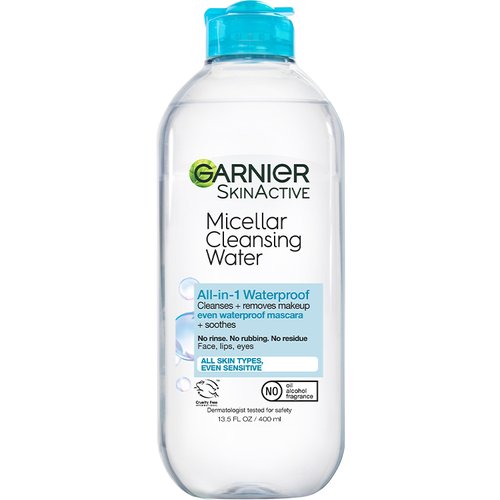 GARNIER
SKINACTIVE
Micellar
Cleansing
Water
All-in-1 Waterproof
Cleanses + removes makeup
even waterproof mascara
+ soothes
No rinse. No rubbing. No residue
Face, lips, eyes
ALL SKIN TYPES,
EVEN SENSITIVE
Cruelty Free
NO
oil
alcohol
fragrance
Dermatologist tested for safety
13.5 FL OZ / 400 ml